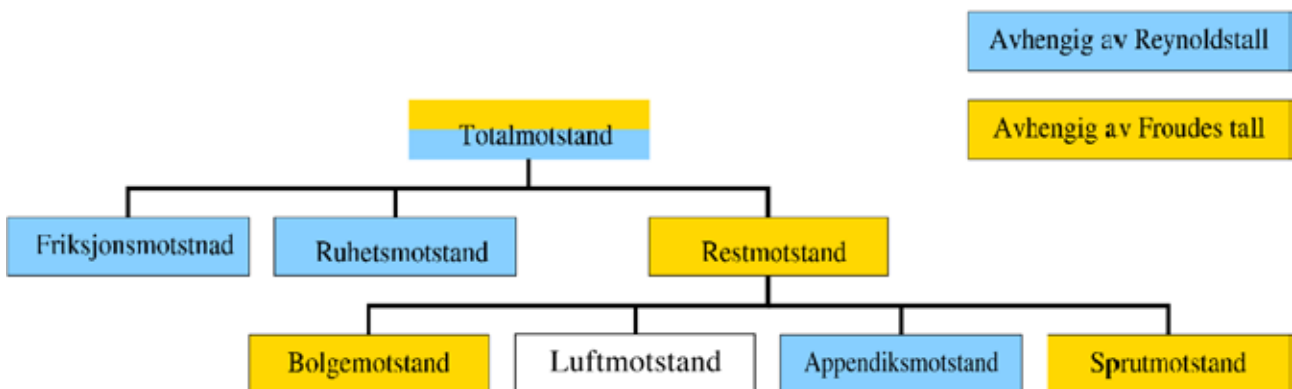 Avhengig av Reynoldstall
Avhengig av Froudes tall
Totalmotstand
Friksjonsmotstnad
Ruhetsmotstand
Restmotstand
Bolgemotstand
Luftmotstand
Appendiksmotstand
Sprutmotstand